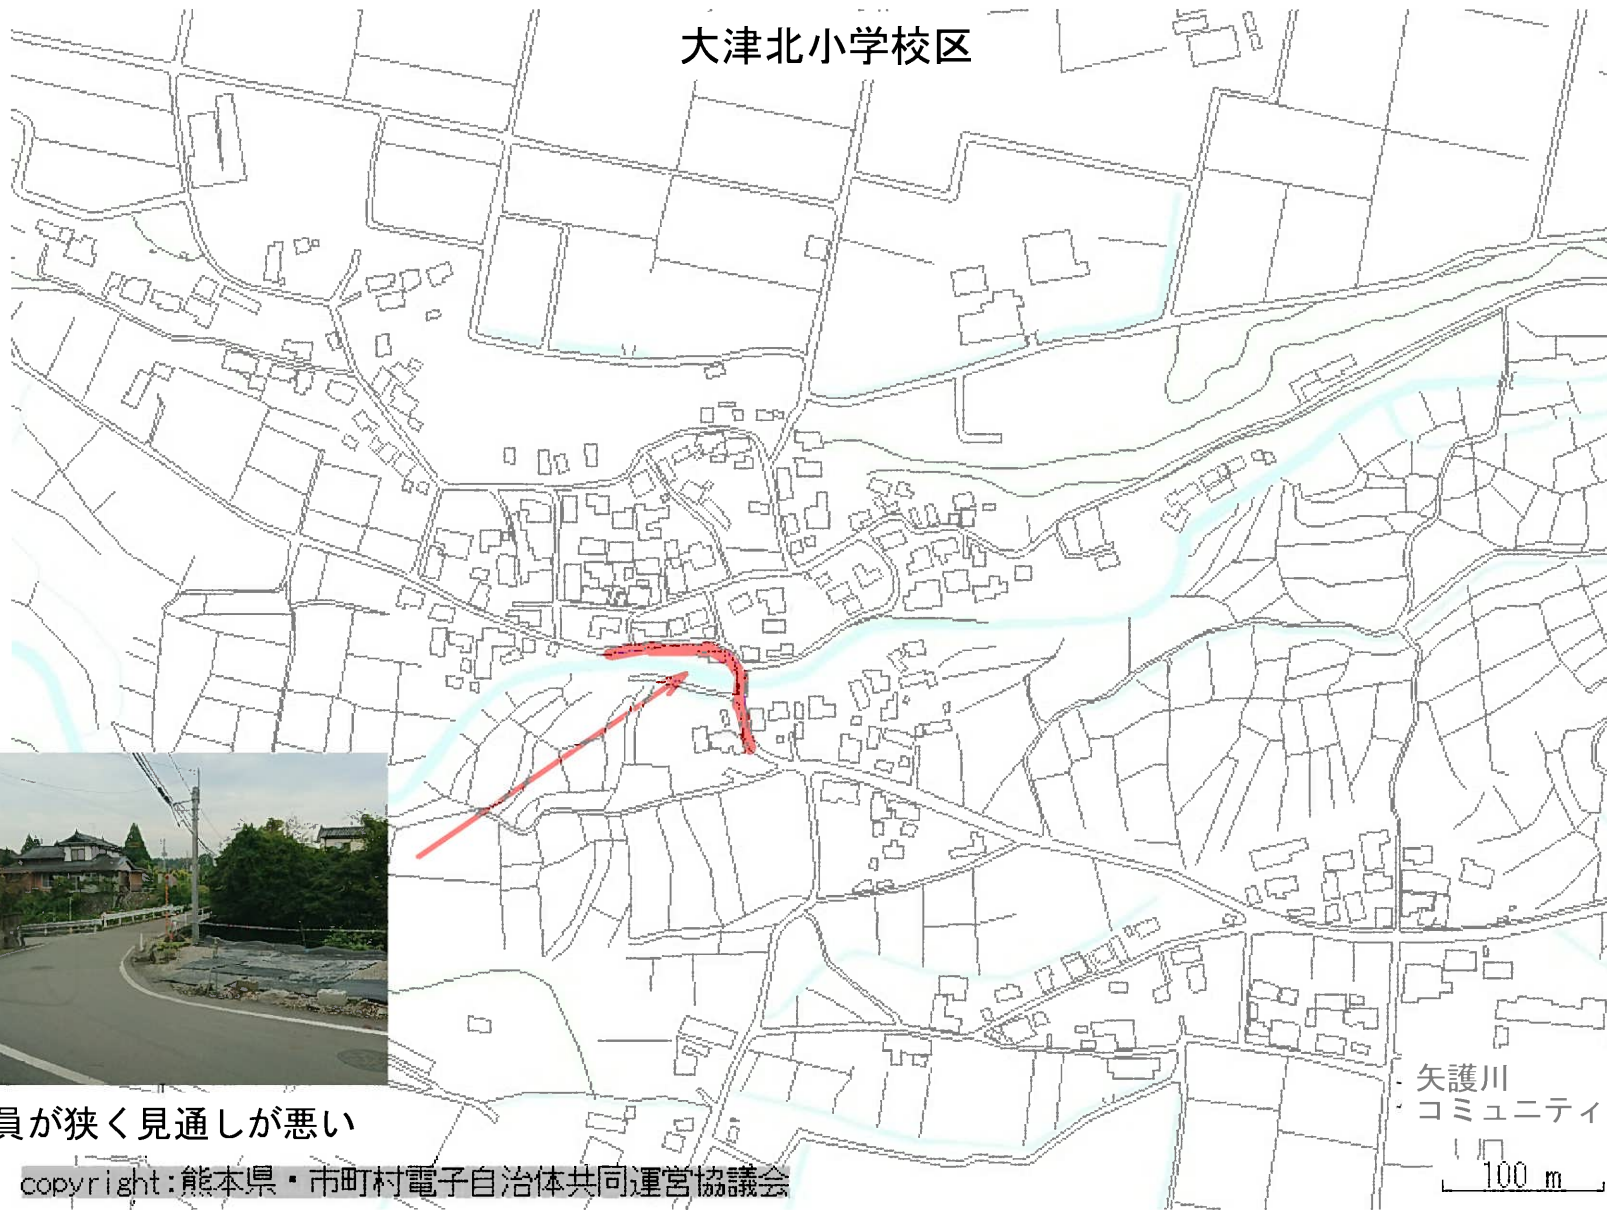 大津北小学校区
矢護川
コミュニティ
員が狭く見通しが悪い
copyright:熊本県・市町村電子自治体共同運営協議会
100 m